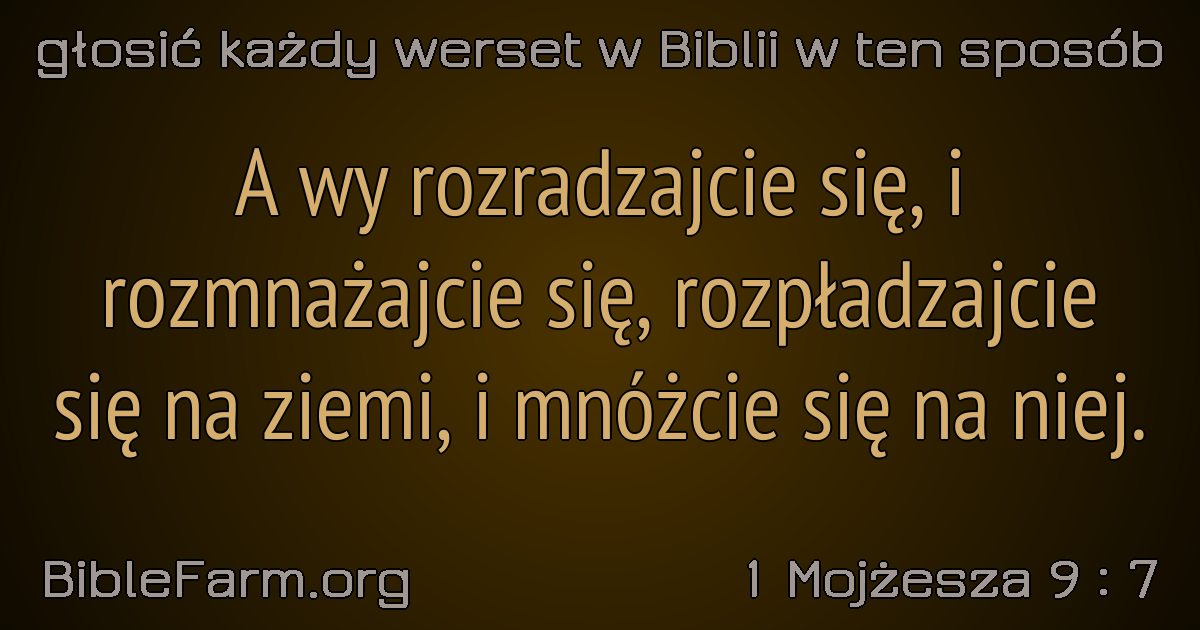 głosić każdy werset w Biblii w ten sposób
A wy rozradzajcie się, i
rozmnażajcie się, rozpładzajcie
się na ziemi, i mnóżcie się na niej.
BibleFarm.org
1 Mojżesza 9 : 7